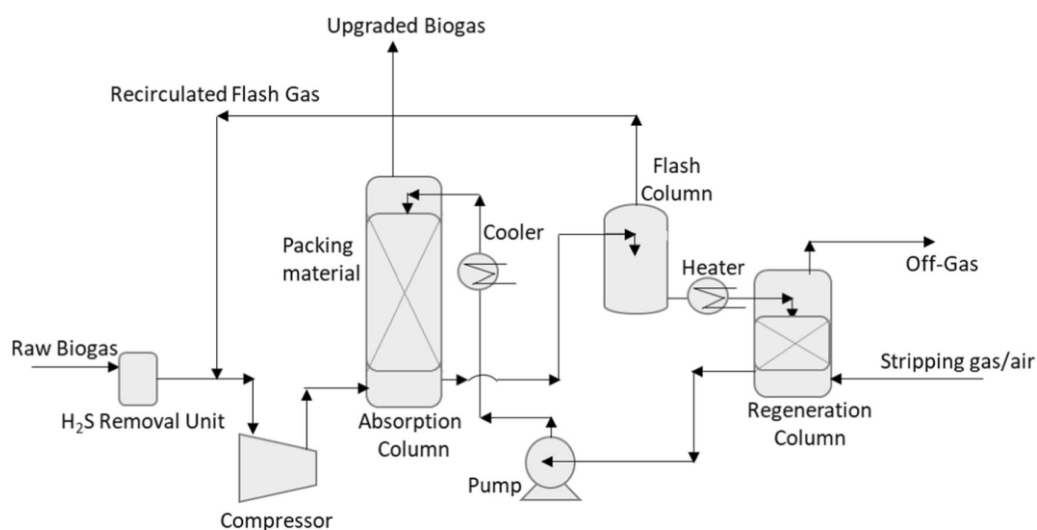 Upgraded Biogas
Recirculated Flash Gas
Flash
Column
Packing
material
Cooler
Heater
Off-Gas
Raw Biogas
Stripping gas/air
H₂S Removal Unit
Absorption
Column
Regeneration
Column
Pump
Compressor